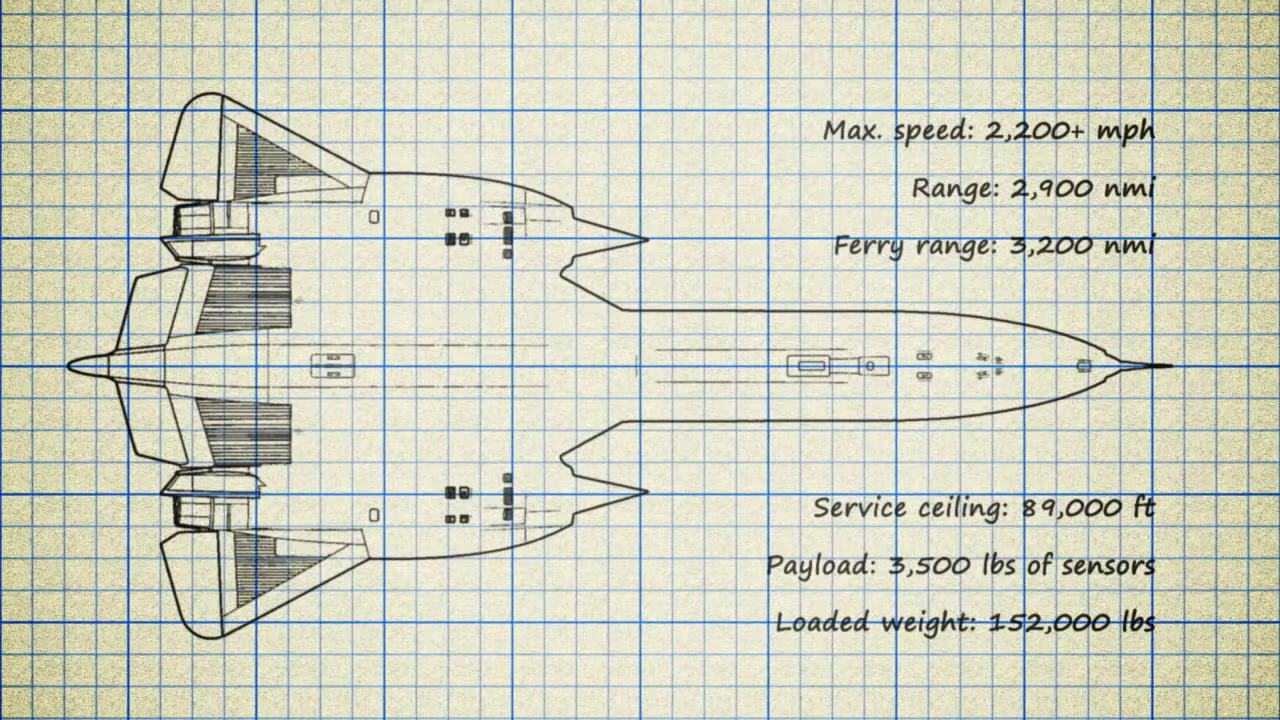 Max. speed: 2,200+ mph
Range: 2,900 nmi
Ferry range: 3,200 nmi
Service ceiling: 89,000 ft
Payload: 3,500 lbs of sensors
Loaded weight: 152,000 lbs